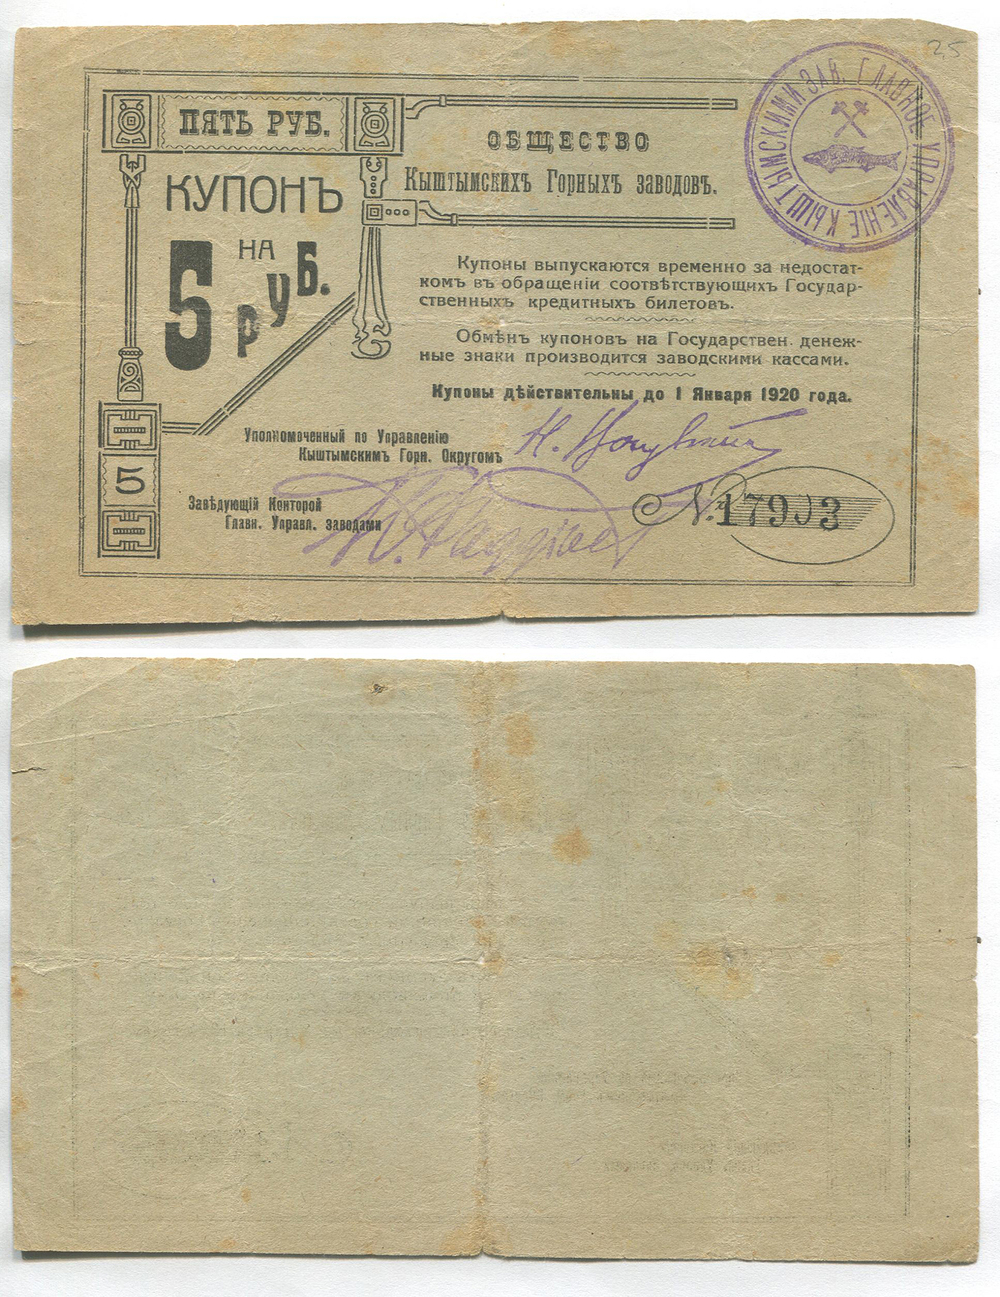 2,5
ПЯТЬ РУБ.
КУПОНЪ
НА
5 РУБ.
ОБЩЕСТВО
Кыштымскихъ Горныхъ заводовъ.
КЫШТЫМСКИМИ ЗАВ. ГЛАВНОЕ УПРАВЛЕНІЕ
Купоны выпускаются временно за недостат-
комъ въ обращеніи соотвѣтствующихъ Государ-
ственныхъ кредитныхъ билетовъ.
Обмѣнъ купоновъ на Государствен. денеж-
ные знаки производится заводскими кассами.
Купоны дѣйствительны до 1 Января 1920 года.
Уполномоченный по Управленію
Кыштымскимъ Горн. Округомъ
5
Завѣдующій Конторой
Главн. Управл. заводами
№ 17903